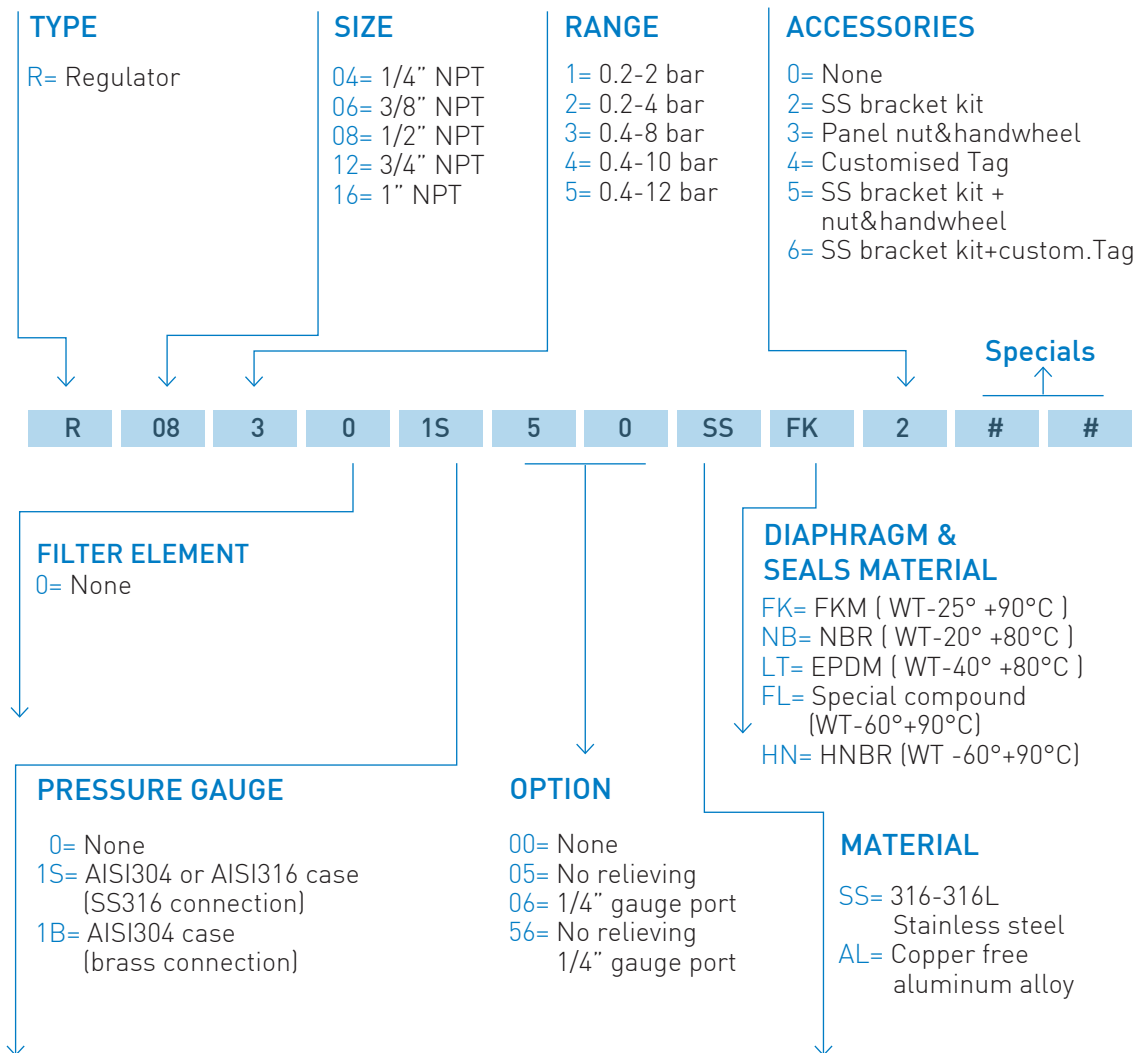 TYPE
R= Regulator
SIZE
04= 1/4” NPT
06= 3/8” NPT
08= 1/2” NPT
12= 3/4” NPT
16= 1” NPT
RANGE
1= 0.2-2 bar
2= 0.2-4 bar
3= 0.4-8 bar
4= 0.4-10 bar
5= 0.4-12 bar
ACCESSORIES
0= None
2= SS bracket kit
3= Panel nut&handwheel
4= Customised Tag
5= SS bracket kit +
nut&handwheel
6= SS bracket kit+custom.Tag
Specials
R 08 3 0 1S 5 0 SS FK 2 # #
FILTER ELEMENT
0= None
DIAPHRAGM &
SEALS MATERIAL
FK= FKM ( WT-25° +90°C )
NB= NBR ( WT-20° +80°C )
LT= EPDM ( WT-40° +80°C )
FL= Special compound
(WT-60°+90°C)
HN= HNBR (WT -60°+90°C)
PRESSURE GAUGE
0= None
1S= AISI304 or AISI316 case
(SS316 connection)
1B= AISI304 case
(brass connection)
OPTION
00= None
05= No relieving
06= 1/4” gauge port
56= No relieving
1/4” gauge port
MATERIAL
SS= 316-316L
Stainless steel
AL= Copper free
aluminum alloy